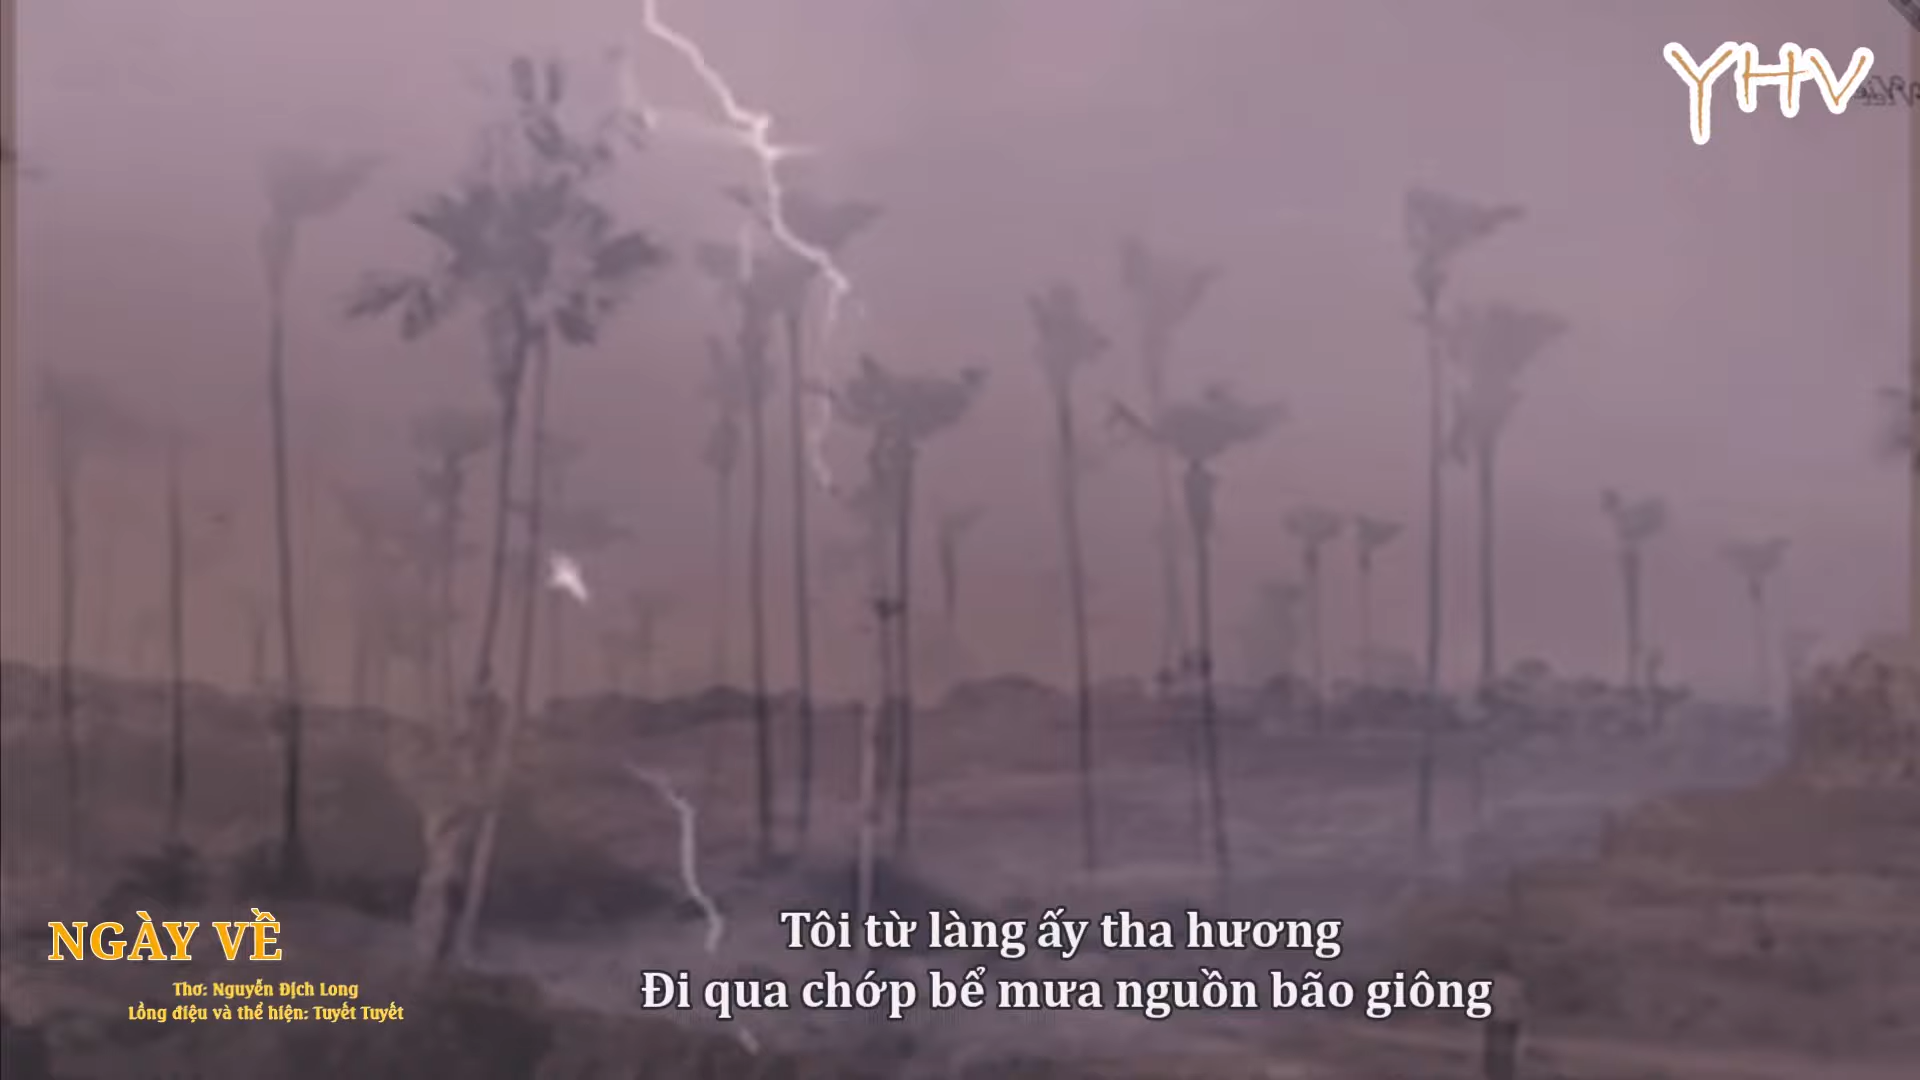 YHV
Tôi từ làng ấy tha hương
Đi qua chớp bể mưa nguồn bão giông
NGÀY VỀ
Thơ: Nguyễn Địch Long
Lồng điệu và thể hiện: Tuyết Tuyết